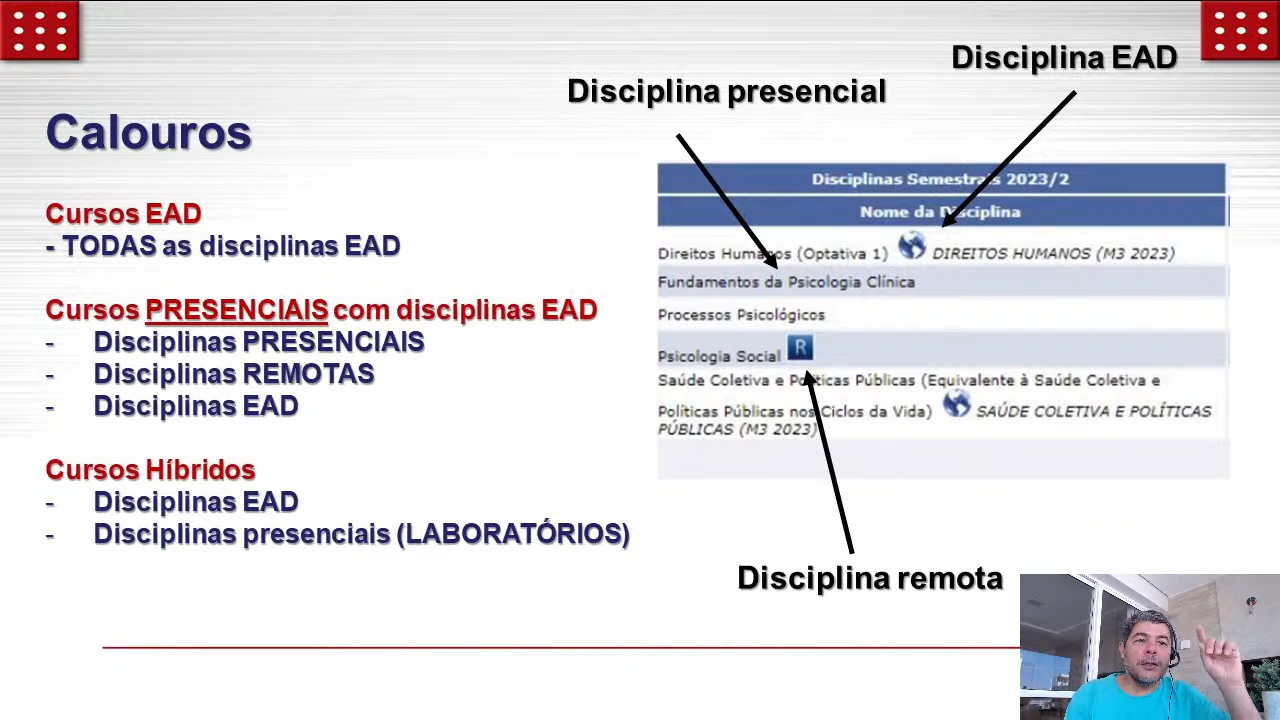 Disciplina EAD
Disciplina presencial
Calouros
Cursos EAD
- TODAS as disciplinas EAD
Cursos PRESENCIAIS com disciplinas EAD
- Disciplinas PRESENCIAIS
- Disciplinas REMOTAS
- Disciplinas EAD
Cursos Híbridos
- Disciplinas EAD
- Disciplinas presenciais (LABORATÓRIOS)
Disciplinas Semestrais 2023/2
Nome da Disciplina
Direitos Humanos (Optativa 1) DIREITOS HUMANOS (M3 2023)
Fundamentos da Psicologia Clínica
Processos Psicológicos
Psicologia Social R
Saúde Coletiva e Políticas Públicas (Equivalente à Saúde Coletiva e
Políticas Públicas nos Ciclos da Vida) SAÚDE COLETIVA E POLÍTICAS
PÚBLICAS (M3 2023)
Disciplina remota